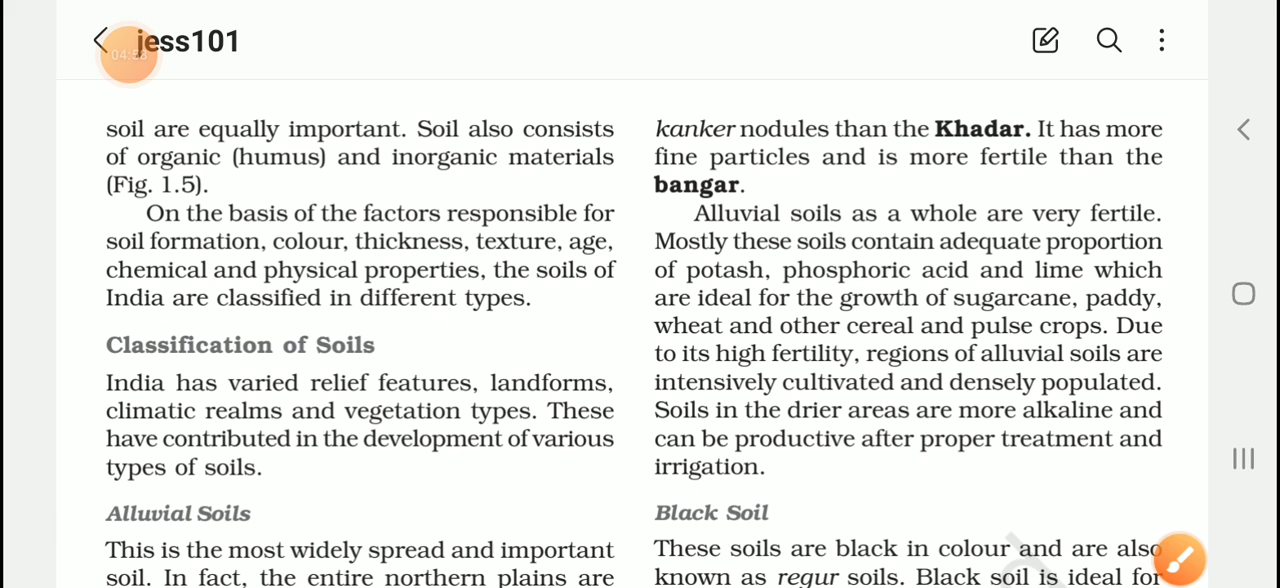 jess101
04:58
soil are equally important. Soil also consists
of organic (humus) and inorganic materials
(Fig. 1.5).
On the basis of the factors responsible for
soil formation, colour, thickness, texture, age,
chemical and physical properties, the soils of
India are classified in different types.
Classification of Soils
India has varied relief features, landforms,
climatic realms and vegetation types. These
have contributed in the development of various
types of soils.
Alluvial Soils
This is the most widely spread and important
soil. In fact, the entire northern plains are
kanker nodules than the Khadar. It has more
fine particles and is more fertile than the
bangar.
Alluvial soils as a whole are very fertile.
Mostly these soils contain adequate proportion
of potash, phosphoric acid and lime which
are ideal for the growth of sugarcane, paddy,
wheat and other cereal and pulse crops. Due
to its high fertility, regions of alluvial soils are
intensively cultivated and densely populated.
Soils in the drier areas are more alkaline and
can be productive after proper treatment and
irrigation.
Black Soil
These soils are black in colour and are also
known as regur soils. Black soil is ideal for